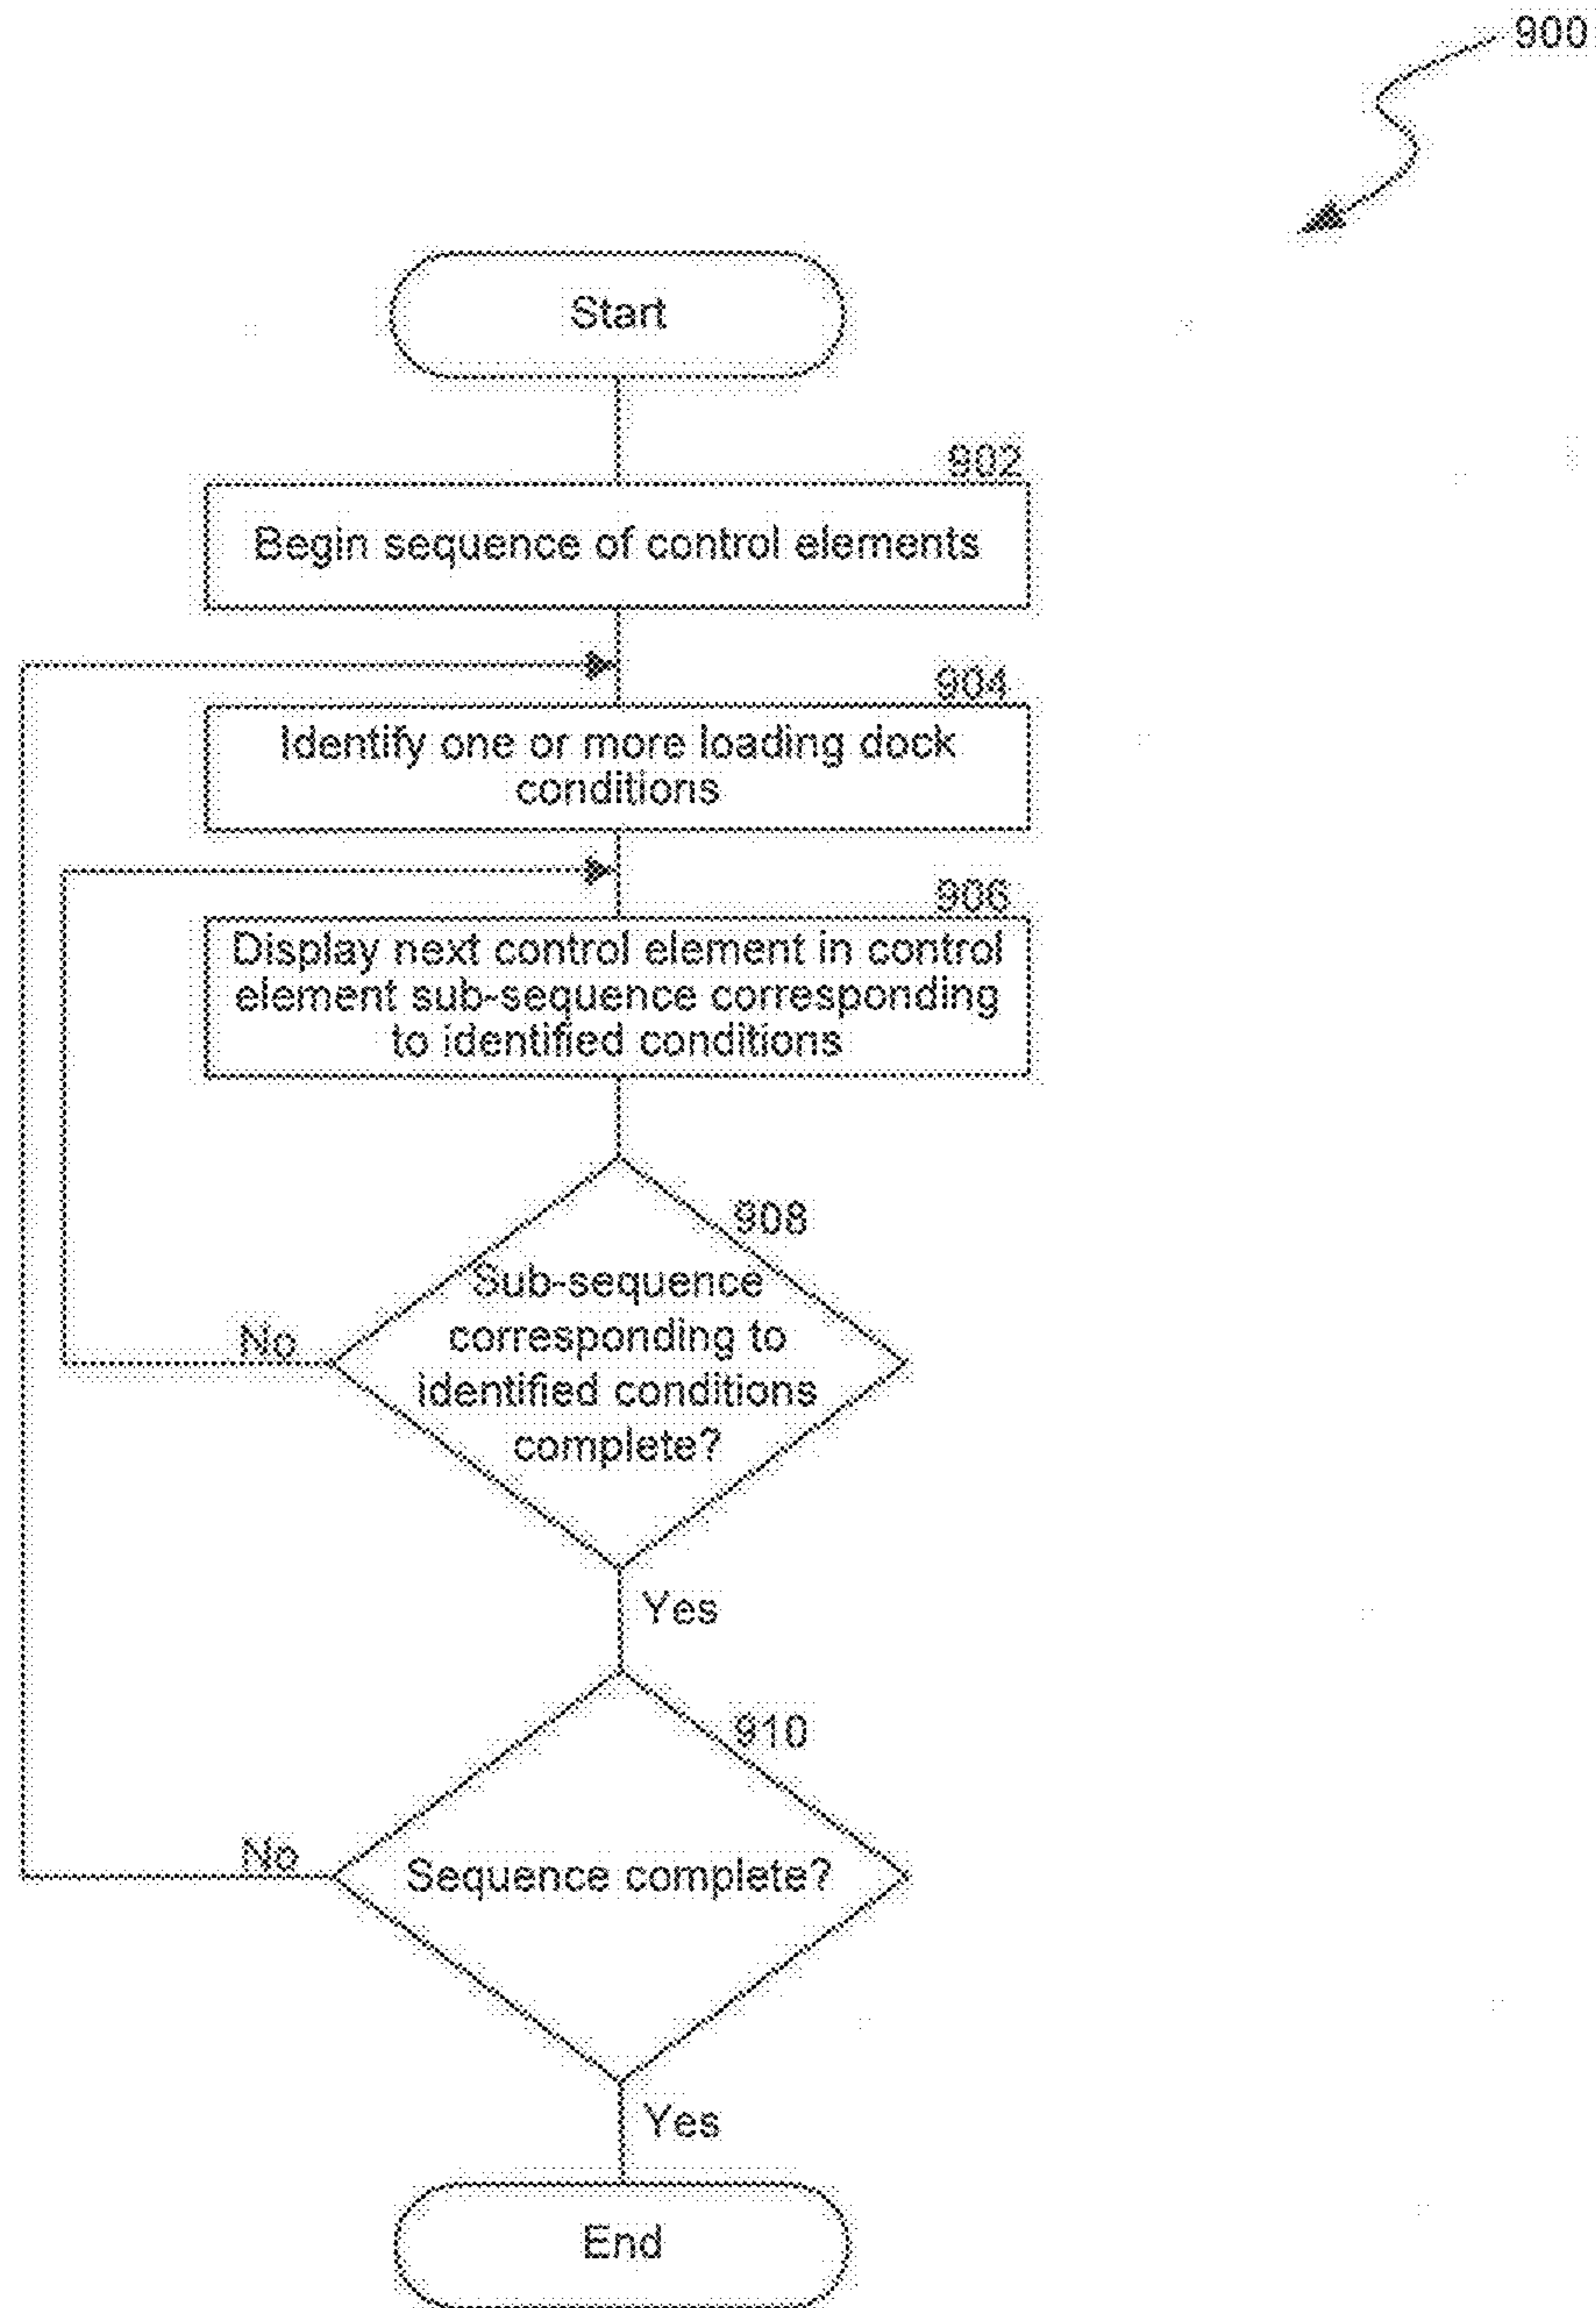 900
Start
902
Begin sequence of control elements
904
Identify one or more loading dock
conditions
906
Display next control element in control
element sub-sequence corresponding
to identified conditions
908
Sub-sequence
corresponding to
identified conditions
complete?
No
Yes
910
Sequence complete?
No
Yes
End